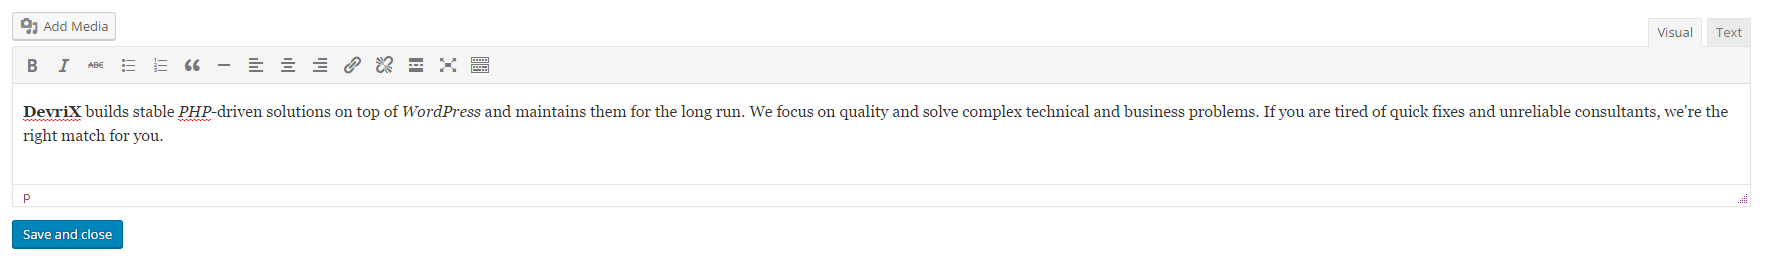 Add Media
Visual Text
B I ABC
DevriX builds stable PHP-driven solutions on top of WordPress and maintains them for the long run. We focus on quality and solve complex technical and business problems. If you are tired of quick fixes and unreliable consultants, we're the
right match for you.
p
Save and close